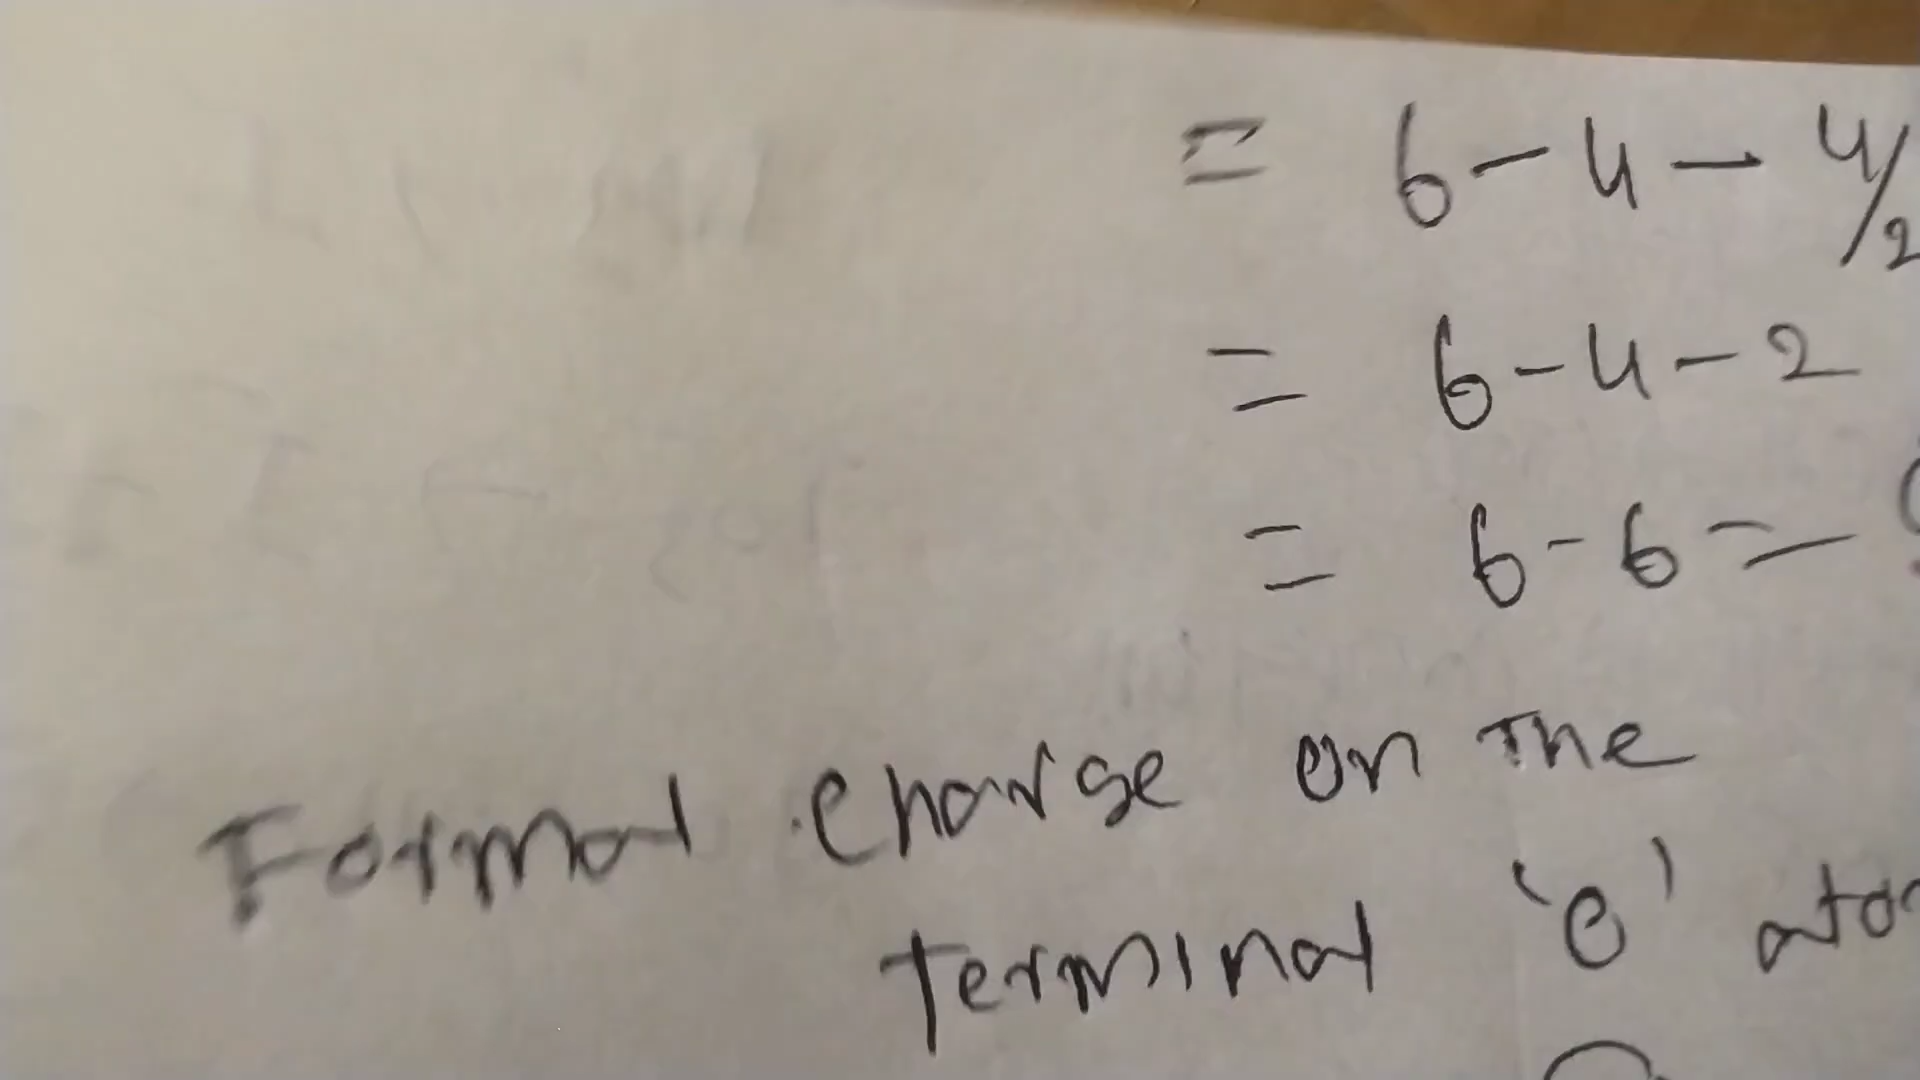 = 6-4-4/2
= 6-4-2
= 6-6=
Formal charge on the
terminal 'O'